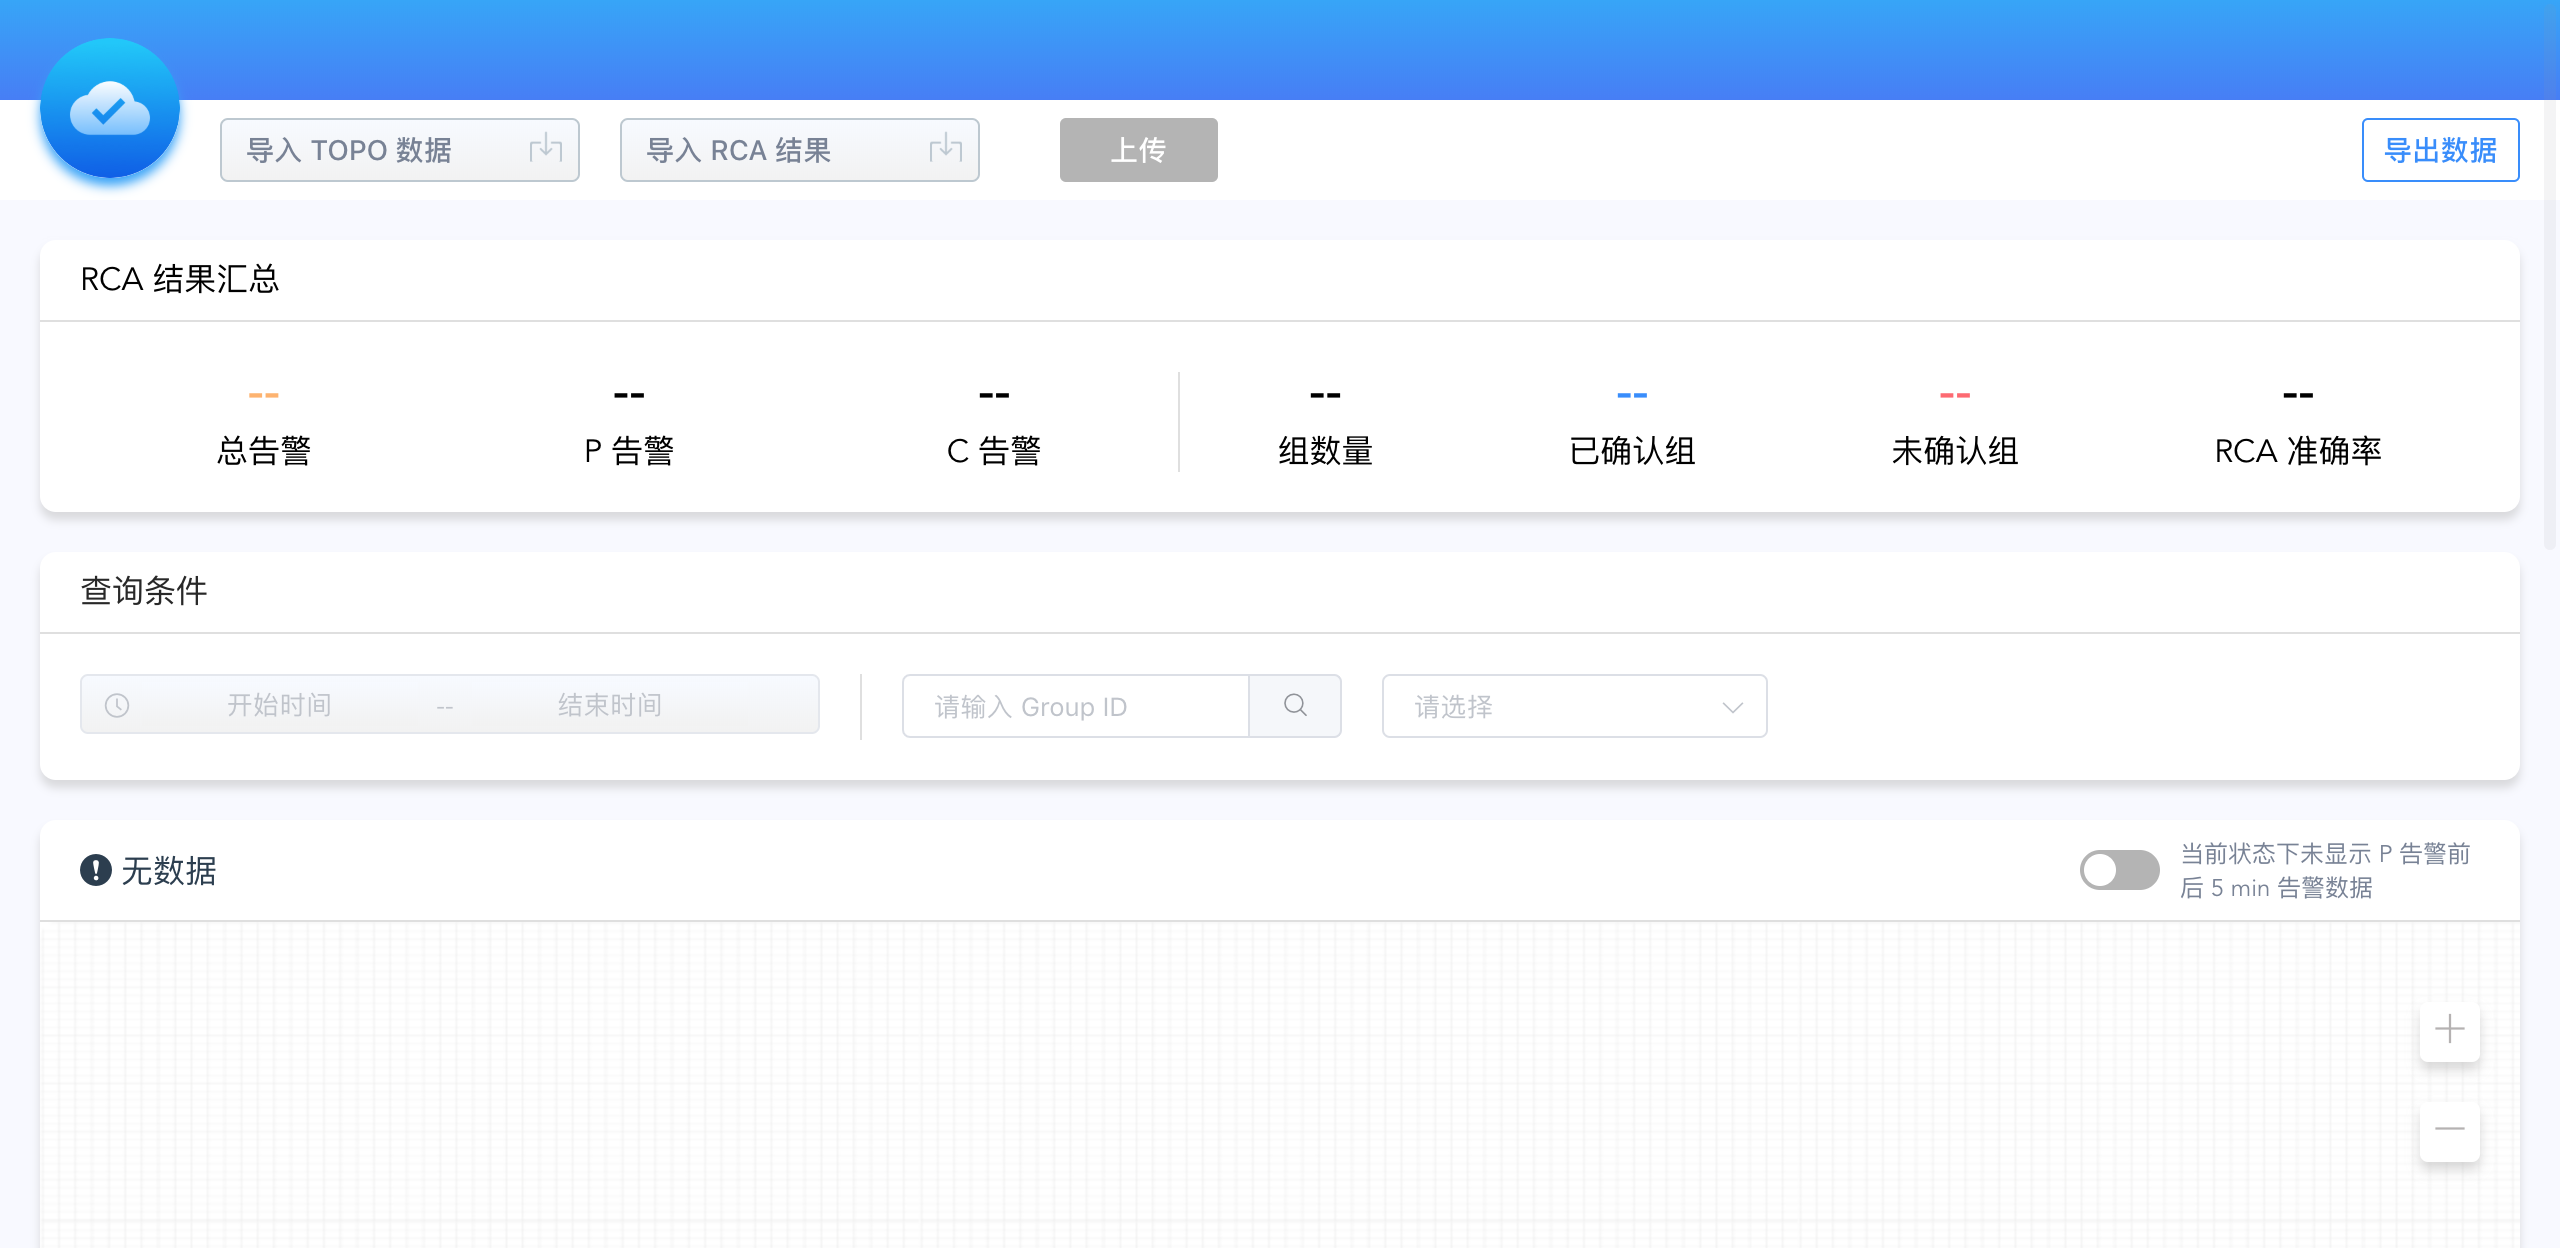 导入 TOPO 数据
导入 RCA 结果
上传
导出数据
RCA 结果汇总
--
总告警
--
P 告警
--
C 告警
--
组数量
--
已确认组
--
未确认组
--
RCA 准确率
查询条件
开始时间 -- 结束时间
请输入 Group ID
请选择
无数据
当前状态下未显示 P 告警前
后 5 min 告警数据